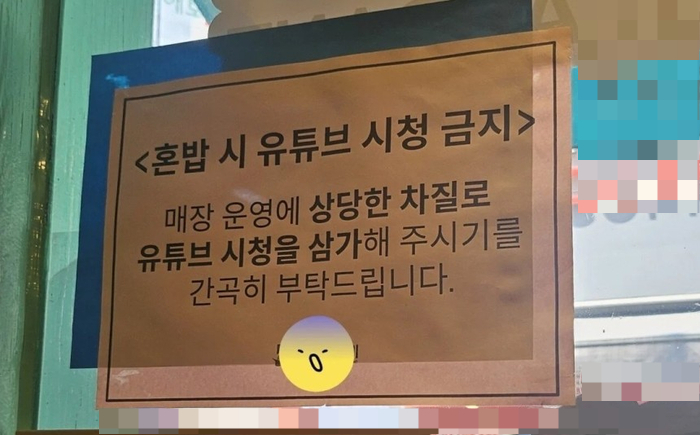 <혼밥 시 유튜브 시청 금지>
매장 운영에 상당한 차질로
유튜브 시청을 삼가해 주시기를
간곡히 부탁드립니다.